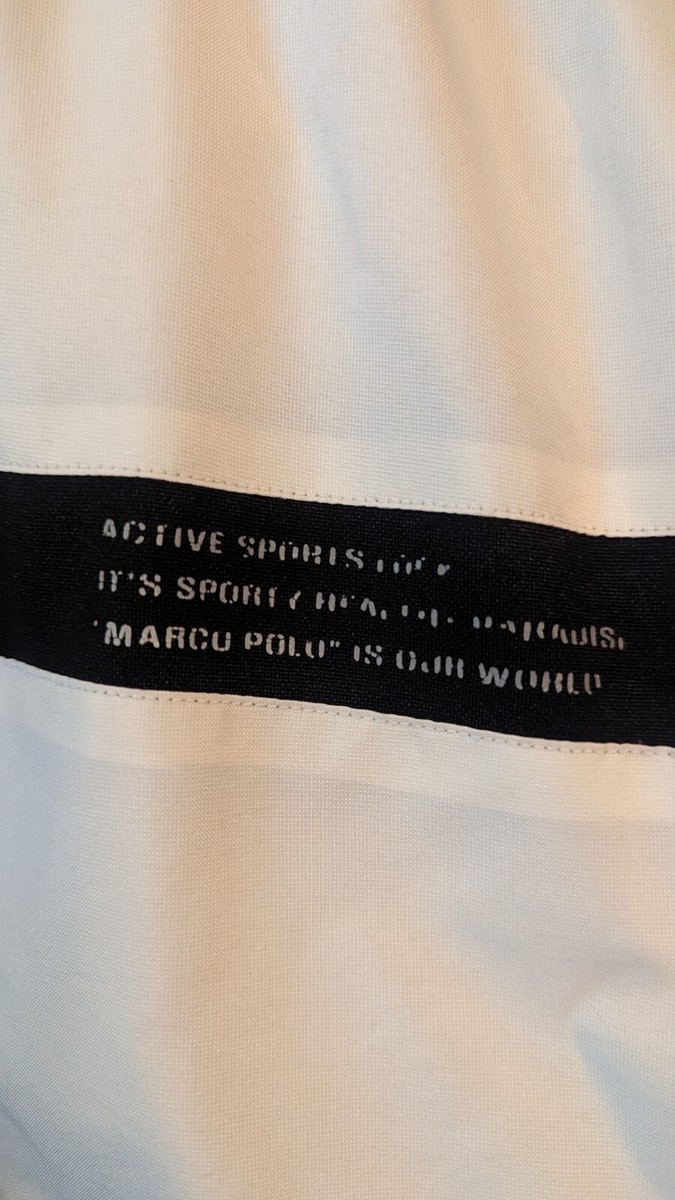 ACTIVE SPORTS
IT'S SPORTY
"MARCO POLO" IS OUR WORLD